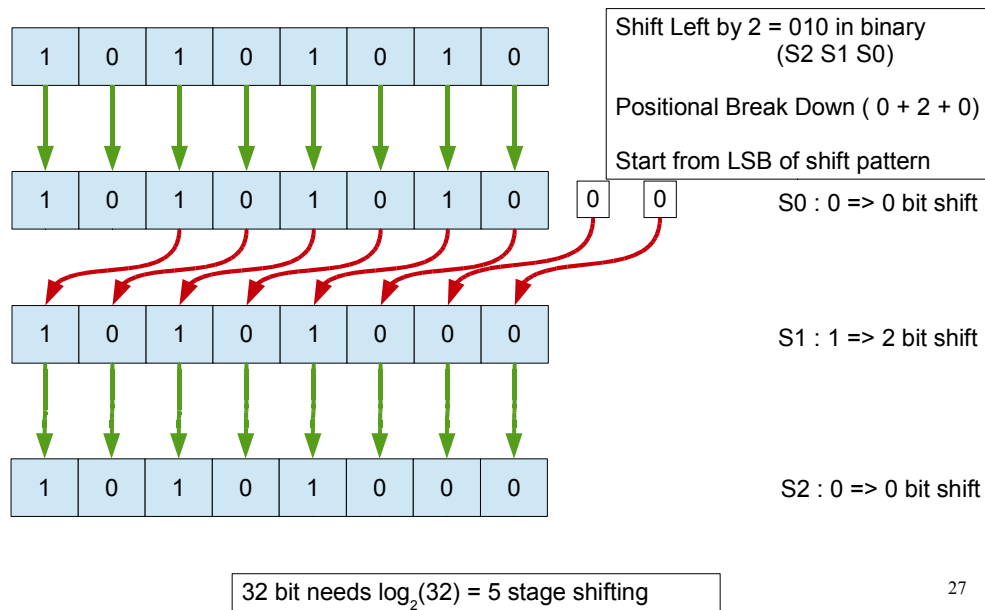 Shift Left by 2 = 010 in binary
(S2 S1 S0)
Positional Break Down ( 0 + 2 + 0)
Start from LSB of shift pattern
1 0 1 0 1 0 1 0
1 0 1 0 1 0 1 0 0 0
S0 : 0 => 0 bit shift
1 0 1 0 1 0 0 0
S1 : 1 => 2 bit shift
1 0 1 0 1 0 0 0
S2 : 0 => 0 bit shift
32 bit needs log2(32) = 5 stage shifting
27